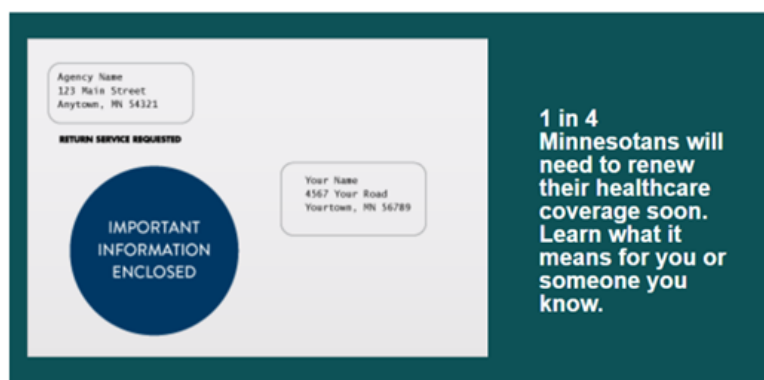 Agency Name
123 Main Street
Anytown, MN 54321
RETURN SERVICE REQUESTED
Your Name
4567 Your Road
Yourtown, MN 56789
IMPORTANT
INFORMATION
ENCLOSED
1 in 4
Minnesotans will
need to renew
their healthcare
coverage soon.
Learn what it
means for you or
someone you
know.